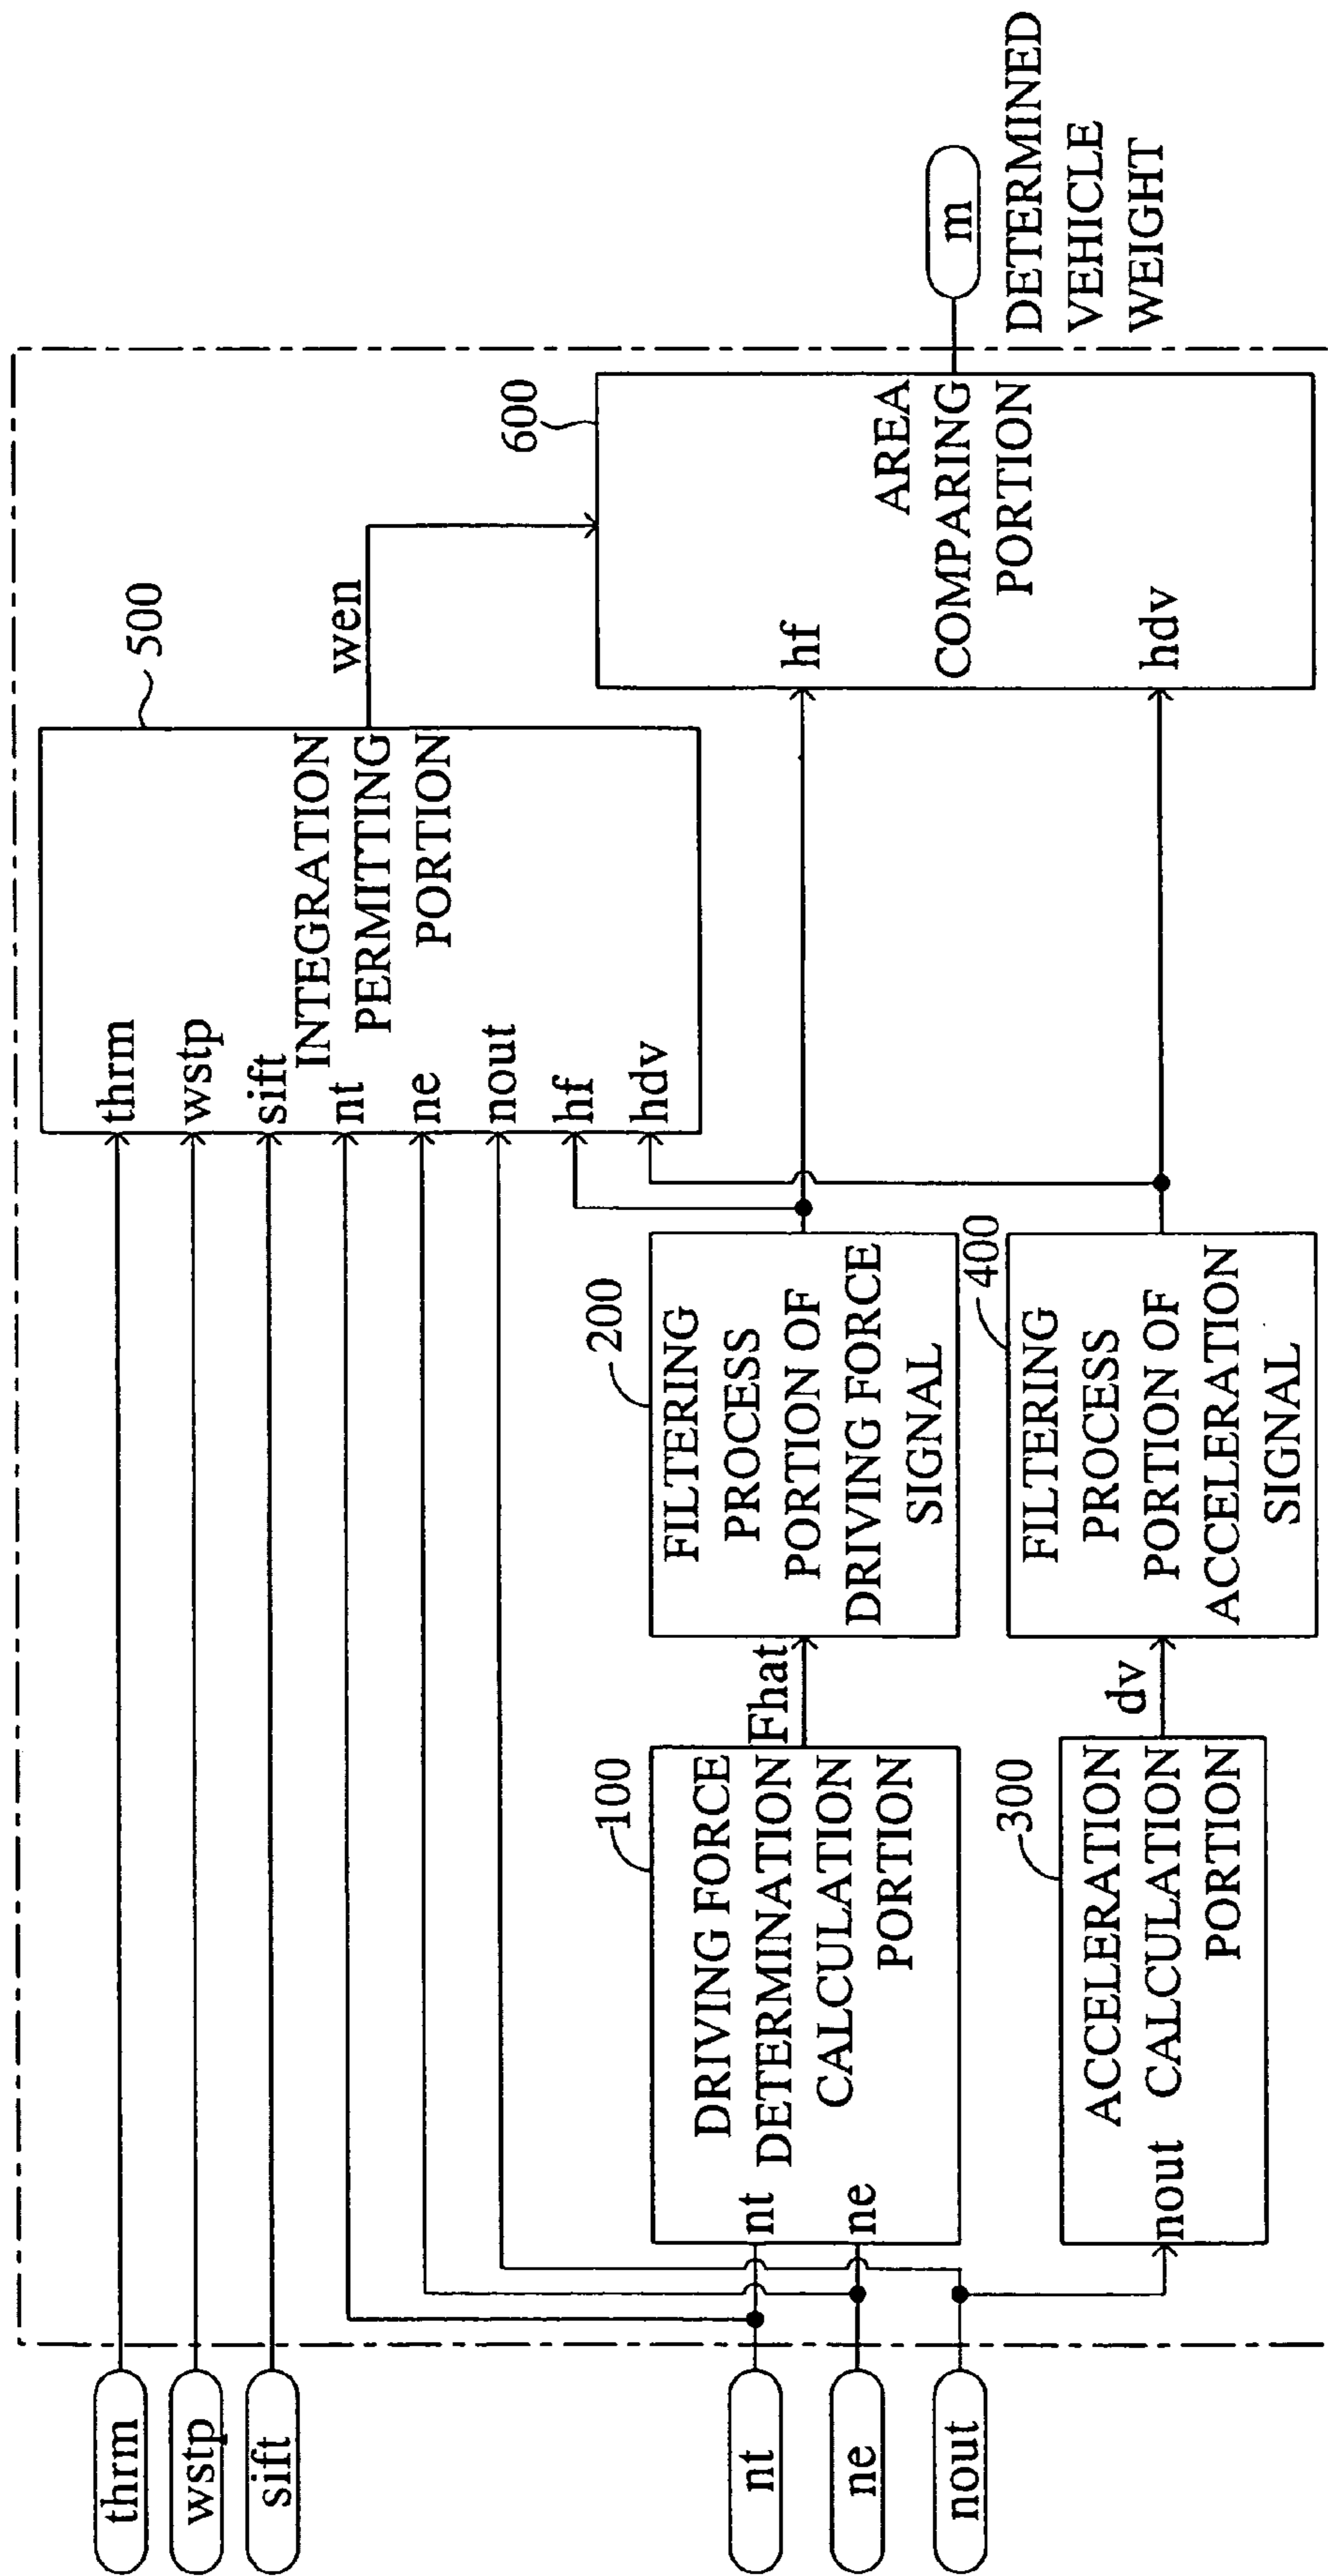 thrm
wstp
sift
nt
ne
nout
thrm
wstp
sift
nt
ne
nout
hf
hdv
INTEGRATION
PERMITTING
PORTION
500
wen
nt
ne
DRIVING FORCE
DETERMINATION
CALCULATION
PORTION
100
Fhat
FILTERING
PROCESS
PORTION OF
DRIVING FORCE
SIGNAL
200
nout
ACCELERATION
CALCULATION
PORTION
300
dv
FILTERING
PROCESS
PORTION OF
ACCELERATION
SIGNAL
400
hf
hdv
AREA
COMPARING
PORTION
600
m
DETERMINED
VEHICLE
WEIGHT